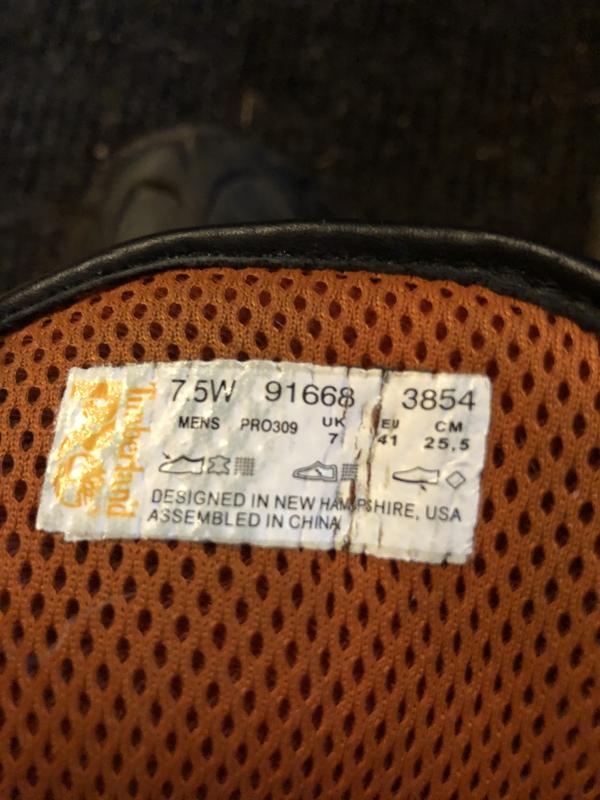 Timberland
7.5W 91668 3854
MENS PRO309 UK EU CM
7 41 25,5
DESIGNED IN NEW HAMPSHIRE, USA
ASSEMBLED IN CHINA